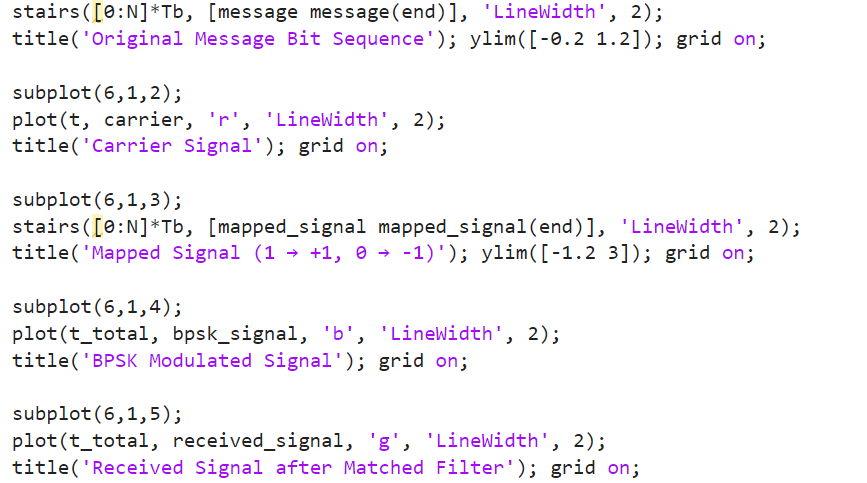 stairs([0:N]*Tb, [message message(end)], 'LineWidth', 2);
title('Original Message Bit Sequence'); ylim([-0.2 1.2]); grid on;
subplot(6,1,2);
plot(t, carrier, 'r', 'LineWidth', 2);
title('Carrier Signal'); grid on;
subplot(6,1,3);
stairs([0:N]*Tb, [mapped_signal mapped_signal(end)], 'LineWidth', 2);
title('Mapped Signal (1 → +1, 0 → -1)'); ylim([-1.2 3]); grid on;
subplot(6,1,4);
plot(t_total, bpsk_signal, 'b', 'LineWidth', 2);
title('BPSK Modulated Signal'); grid on;
subplot(6,1,5);
plot(t_total, received_signal, 'g', 'LineWidth', 2);
title('Received Signal after Matched Filter'); grid on;